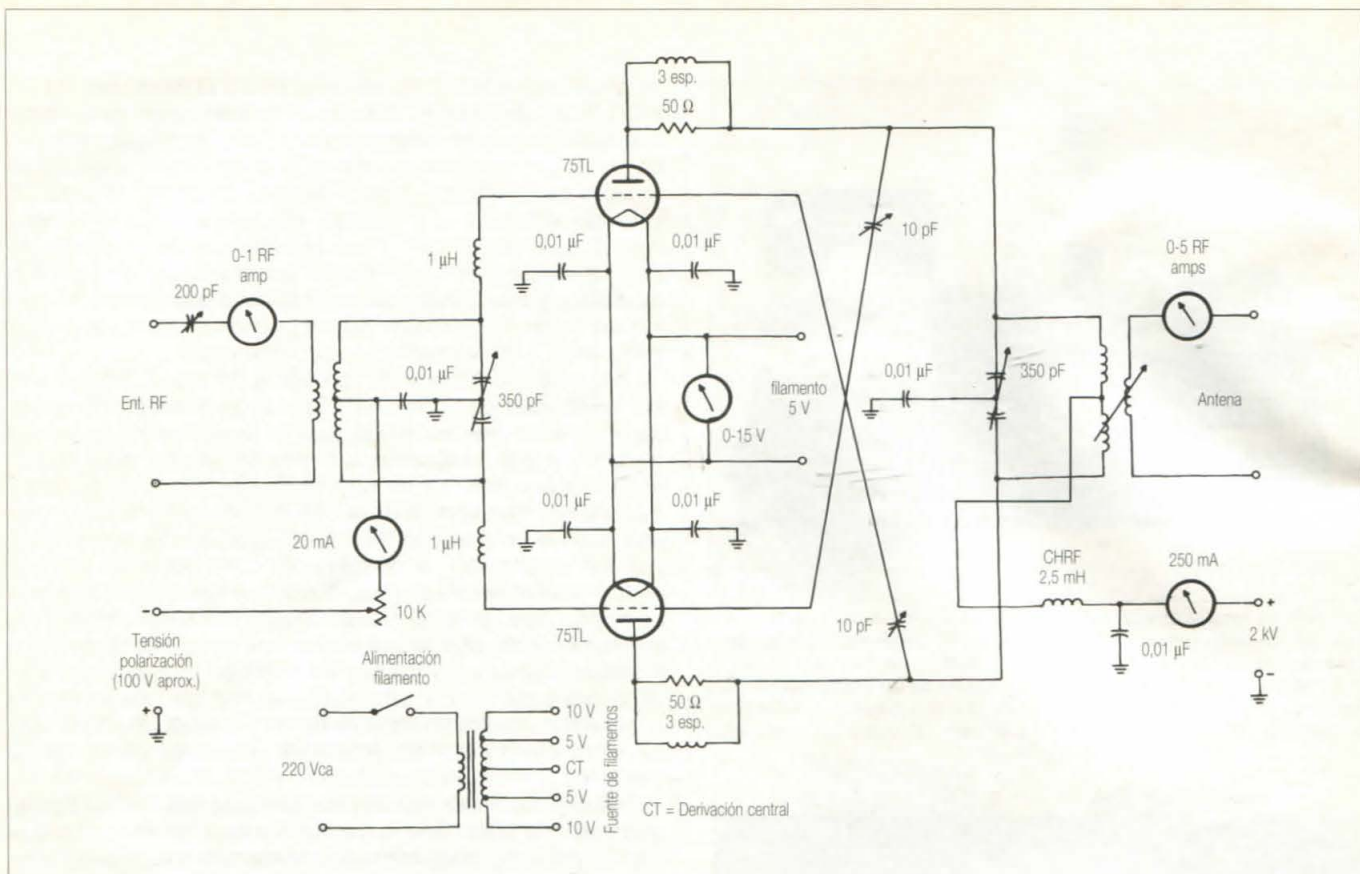 3 esp.
50 Ω
75TL
10 pF
0,01 µF
0,01 µF
1 µH
0-1 RF
amp
200 pF
0-5 RF
amps
0,01 µF
350 pF
Ent. RF
filamento
5 V
0-15 V
0,01 µF
350 pF
Antena
0,01 µF
0,01 µF
20 mA
1 µH
CHRF
2,5 mH
250 mA
10 K
75TL
10 pF
+
2 kV
−
0,01 µF
−
Tensión
polarización
(100 V aprox.)
+
Alimentación
filamento
50 Ω
3 esp.
220 Vca
10 V
5 V
CT
5 V
10 V
Fuente de filamentos
CT = Derivación central